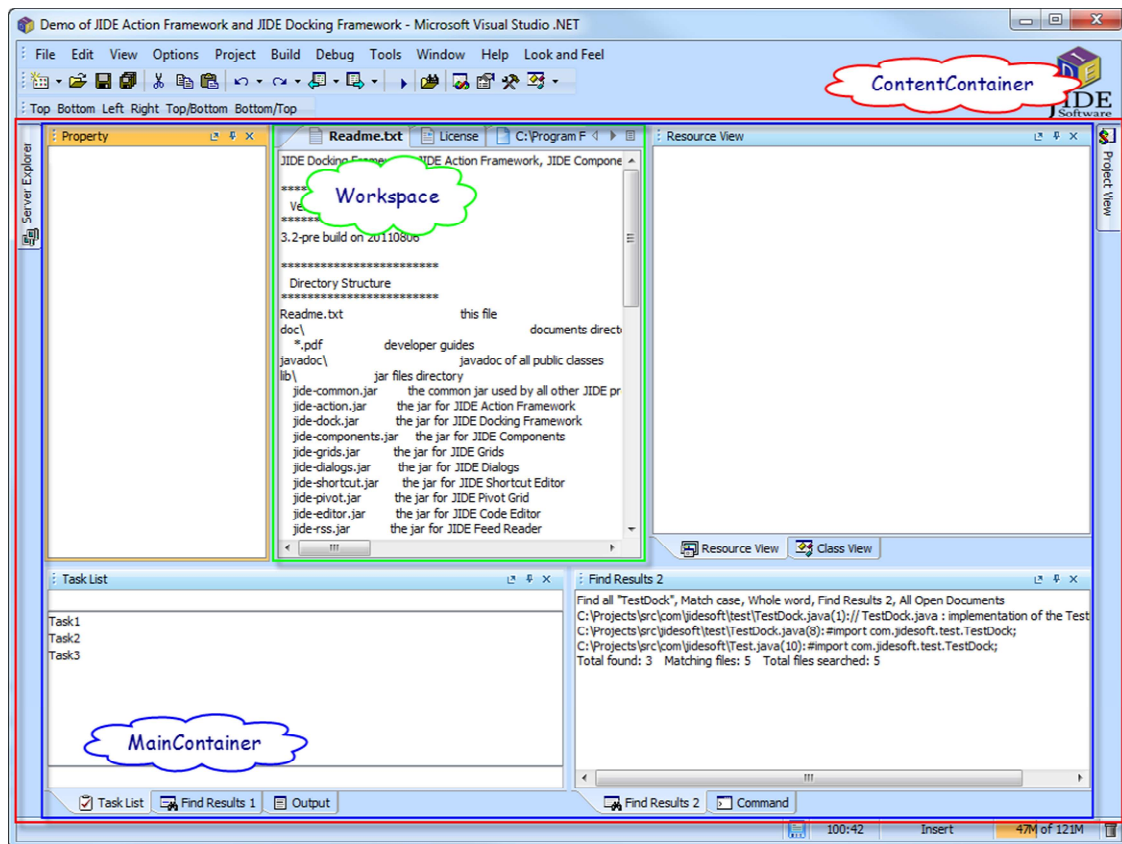 Demo of JIDE Action Framework and JIDE Docking Framework - Microsoft Visual Studio .NET
File Edit View Options Project Build Debug Tools Window Help Look and Feel
ContentContainer
JIDE
Software
Top Bottom Left Right Top/Bottom Bottom/Top
Server Explorer
Property
Readme.txt License C:\Program F
Resource View
Project View
JIDE Docking Framework, JIDE Action Framework, JIDE Compone
************************
Workspace
Ve
************************
3.2-pre build on 20110806
************************
Directory Structure
************************
Readme.txt this file
doc\ documents direct
*.pdf developer guides
javadoc\ javadoc of all public classes
lib\ jar files directory
jide-common.jar the common jar used by all other JIDE pr
jide-action.jar the jar for JIDE Action Framework
jide-dock.jar the jar for JIDE Docking Framework
jide-components.jar the jar for JIDE Components
jide-grids.jar the jar for JIDE Grids
jide-dialogs.jar the jar for JIDE Dialogs
jide-shortcut.jar the jar for JIDE Shortcut Editor
jide-pivot.jar the jar for JIDE Pivot Grid
jide-editor.jar the jar for JIDE Code Editor
jide-rss.jar the jar for JIDE Feed Reader
Resource View Class View
Task List
Task1
Task2
Task3
MainContainer
Task List Find Results 1 Output
Find Results 2
Find all "TestDock", Match case, Whole word, Find Results 2, All Open Documents
C:\Projects\src\com\jidesoft\test\TestDock.java(1):// TestDock.java : implementation of the Test
C:\Projects\src\com\jidesoft\test\TestDock.java(8):#import com.jidesoft.test.TestDock;
C:\Projects\src\com\jidesoft\Test.java(10):#import com.jidesoft.test.TestDock;
Total found: 3 Matching files: 5 Total files searched: 5
Find Results 2 Command
100:42 Insert 47M of 121M